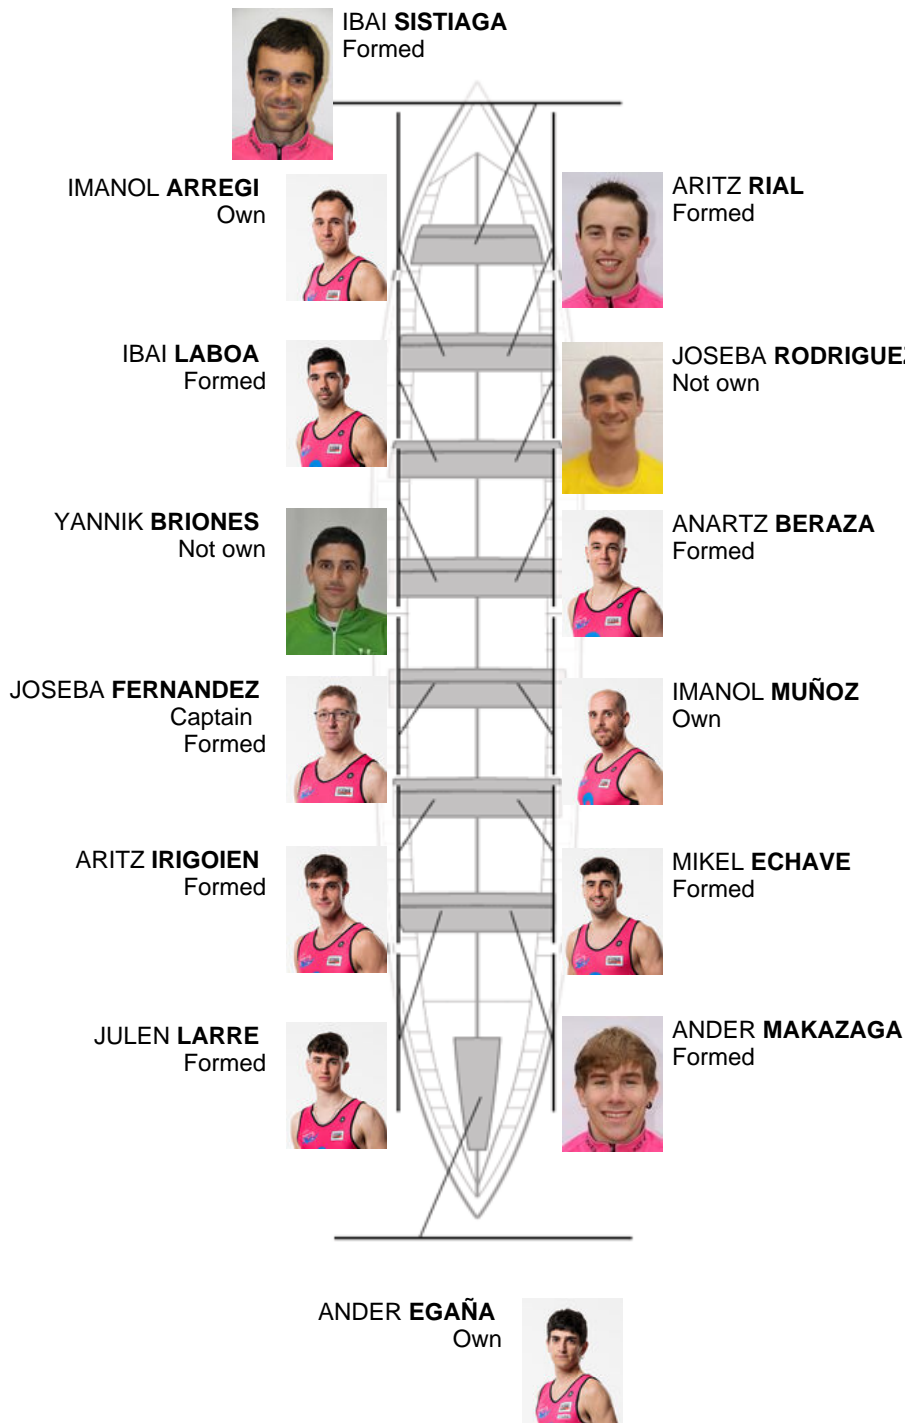 IBAI SISTIAGA
Formed
IMANOL ARREGI
Own
ARITZ RIAL
Formed
IBAI LABOA
Formed
JOSEBA RODRIGUEZ
Not own
YANNIK BRIONES
Not own
ANARTZ BERAZA
Formed
JOSEBA FERNANDEZ
Captain
Formed
IMANOL MUÑOZ
Own
ARITZ IRIGOIEN
Formed
MIKEL ECHAVE
Formed
JULEN LARRE
Formed
ANDER MAKAZAGA
Formed
ANDER EGAÑA
Own